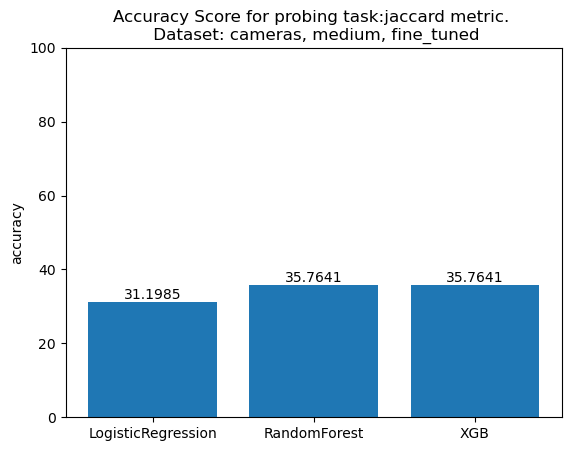 Accuracy Score for probing task:jaccard metric.
Dataset: cameras, medium, fine_tuned
100
80
60
40
20
0
accuracy
31.1985
35.7641
35.7641
LogisticRegression
RandomForest
XGB